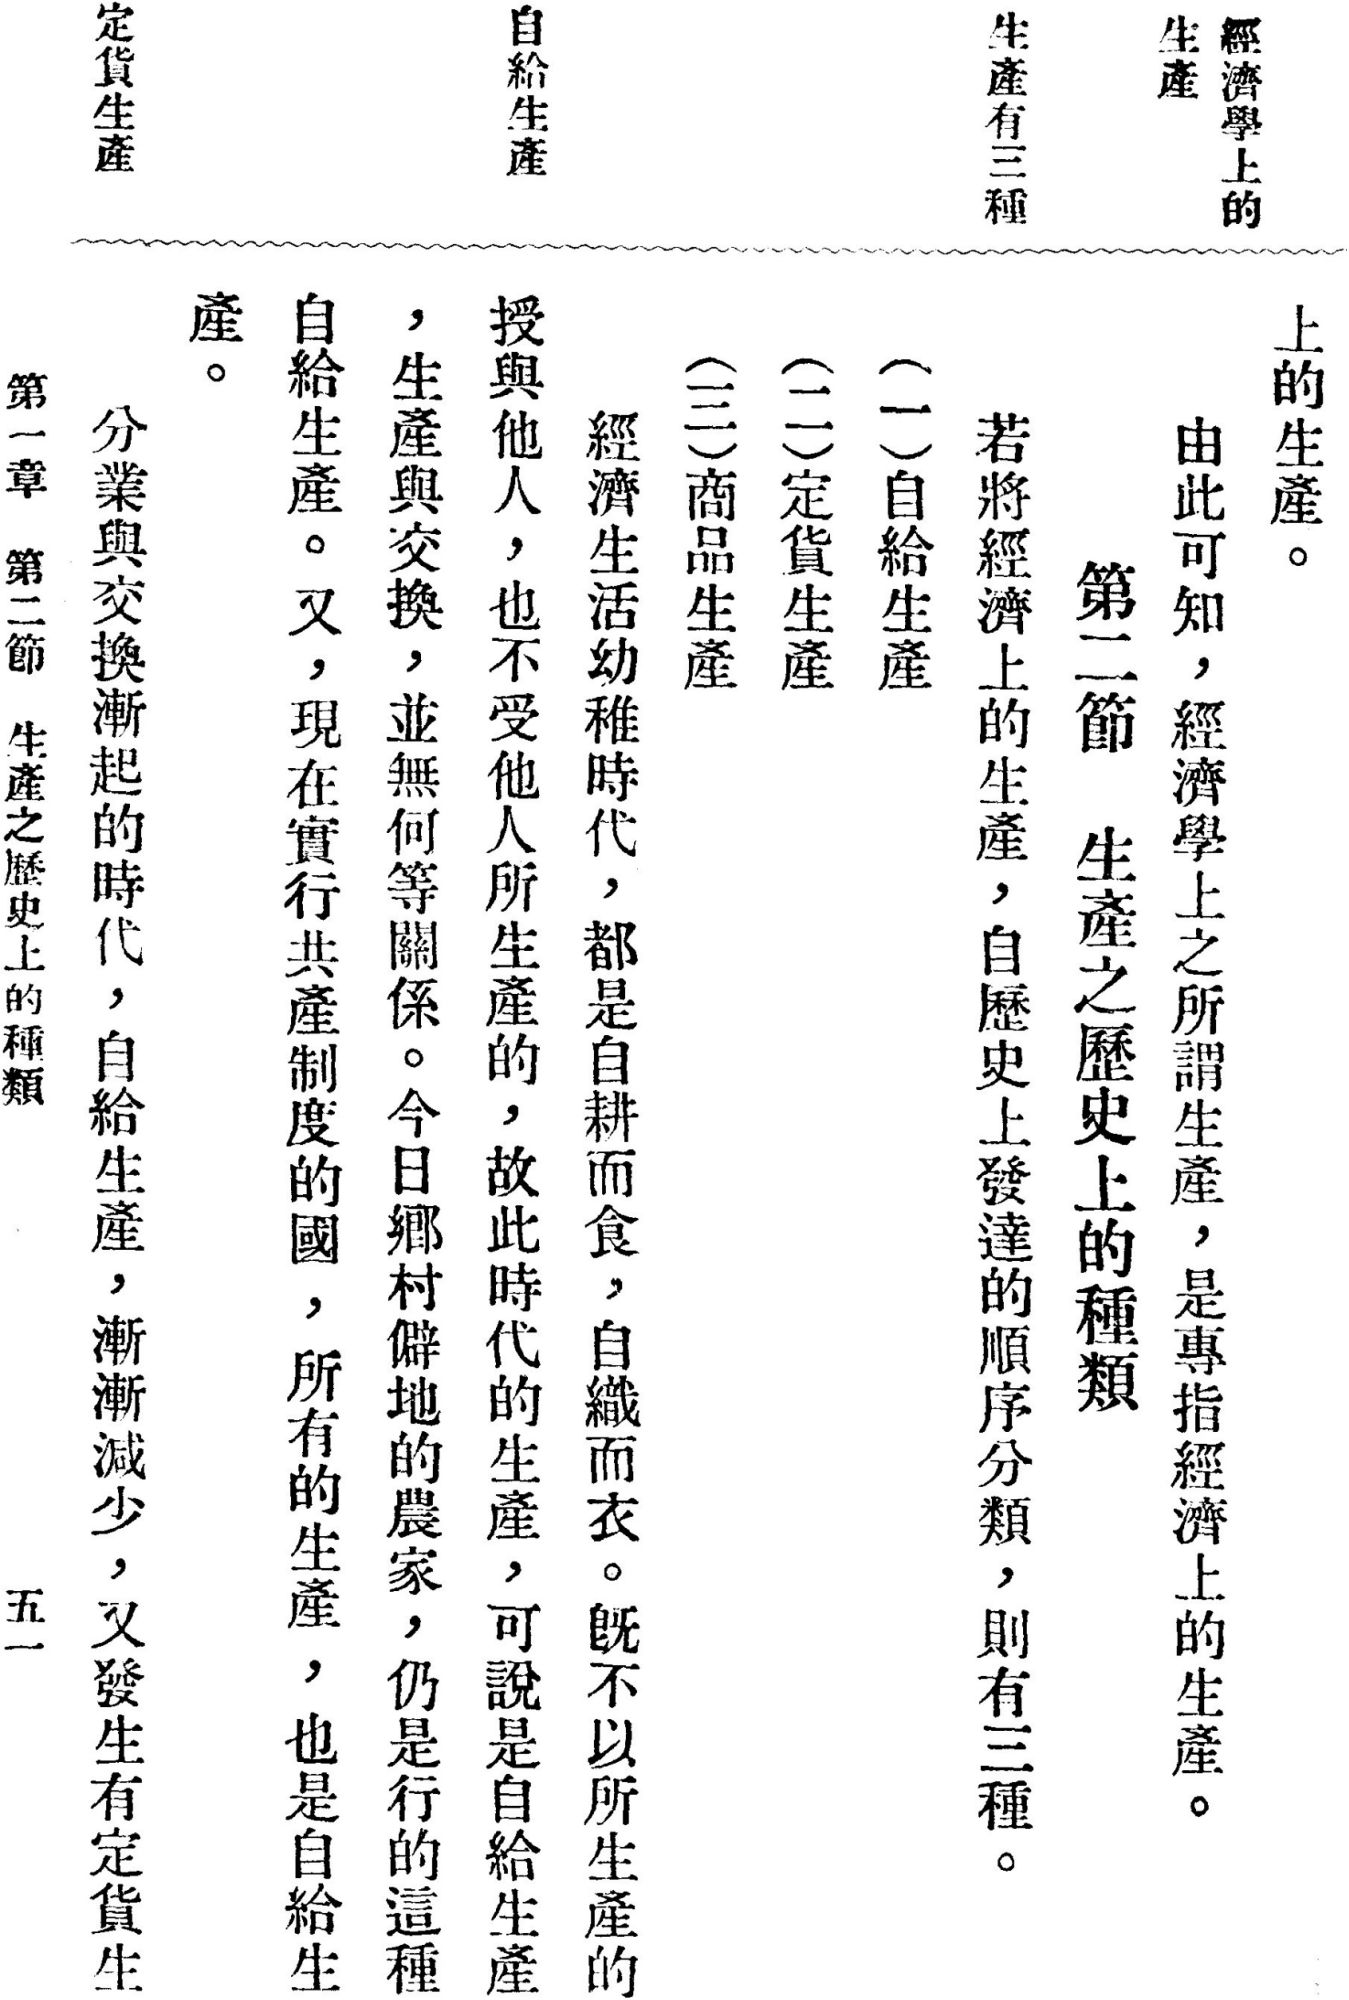 經濟學上的
生產
生產有三種
自給生產
定貨生產
上的生產。
由此可知，經濟學上之所謂生產，是專指經濟上的生產。
第二節　生產之歷史上的種類
若將經濟上的生產，自歷史上發達的順序分類，則有三種。
（一）自給生產
（二）定貨生產
（三）商品生產
經濟生活幼稚時代，都是自耕而食，自織而衣。既不以所生產的
授與他人，也不受他人所生產的，故此時代的生產，可說是自給生產
，生產與交換，並無何等關係。今日鄉村僻地的農家，仍是行的這種
自給生產。又，現在實行共產制度的國，所有的生產，也是自給生
產。
分業與交換漸起的時代，自給生產，漸漸減少，又發生有定貨生
第一章　第二節　生產之歷史上的種類
五一